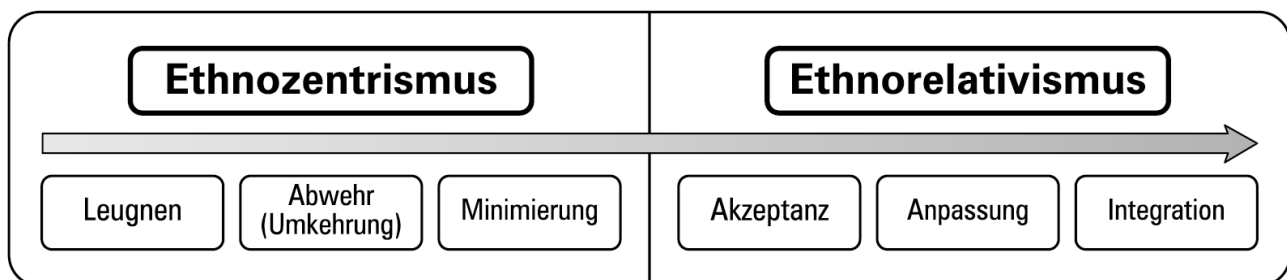 Ethnozentrismus
Ethnorelativismus
Leugnen
Abwehr
(Umkehrung)
Minimierung
Akzeptanz
Anpassung
Integration